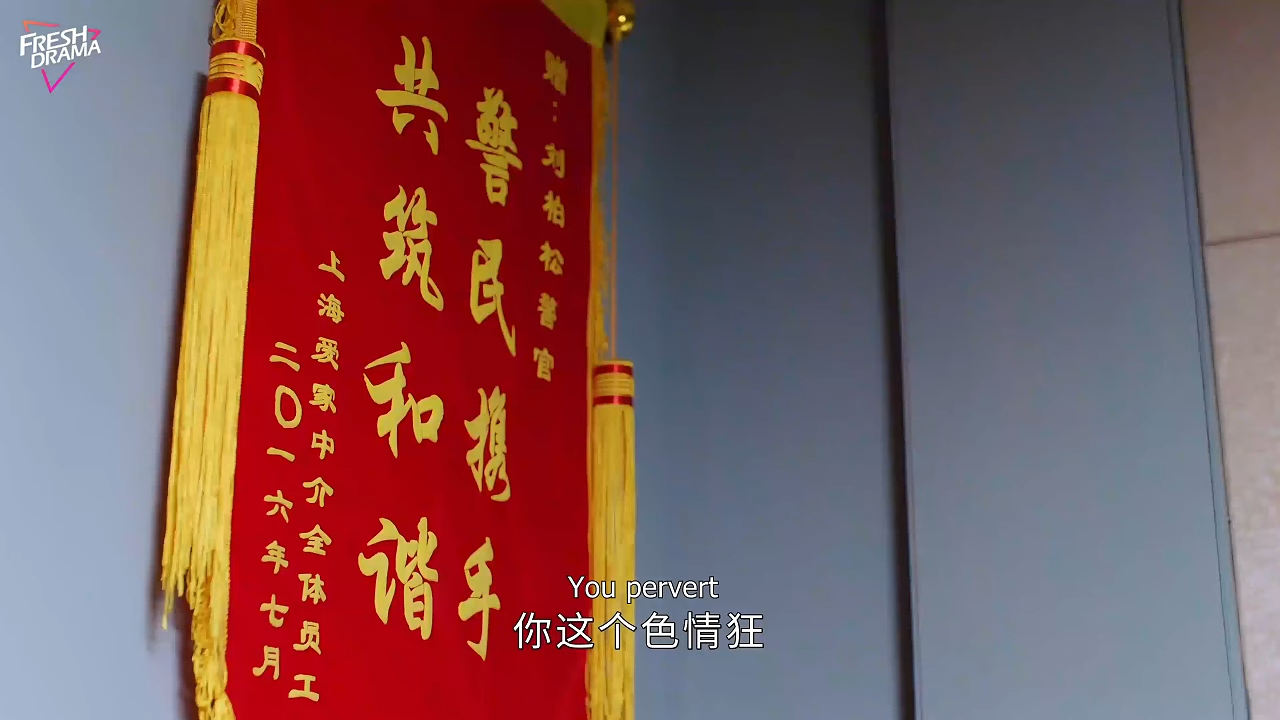 FRESH
DRAMA
赠：刘柏松警官
警民携手
共筑和谐
上海爱家中介全体员工
二〇一六年七月
You pervert
你这个色情狂